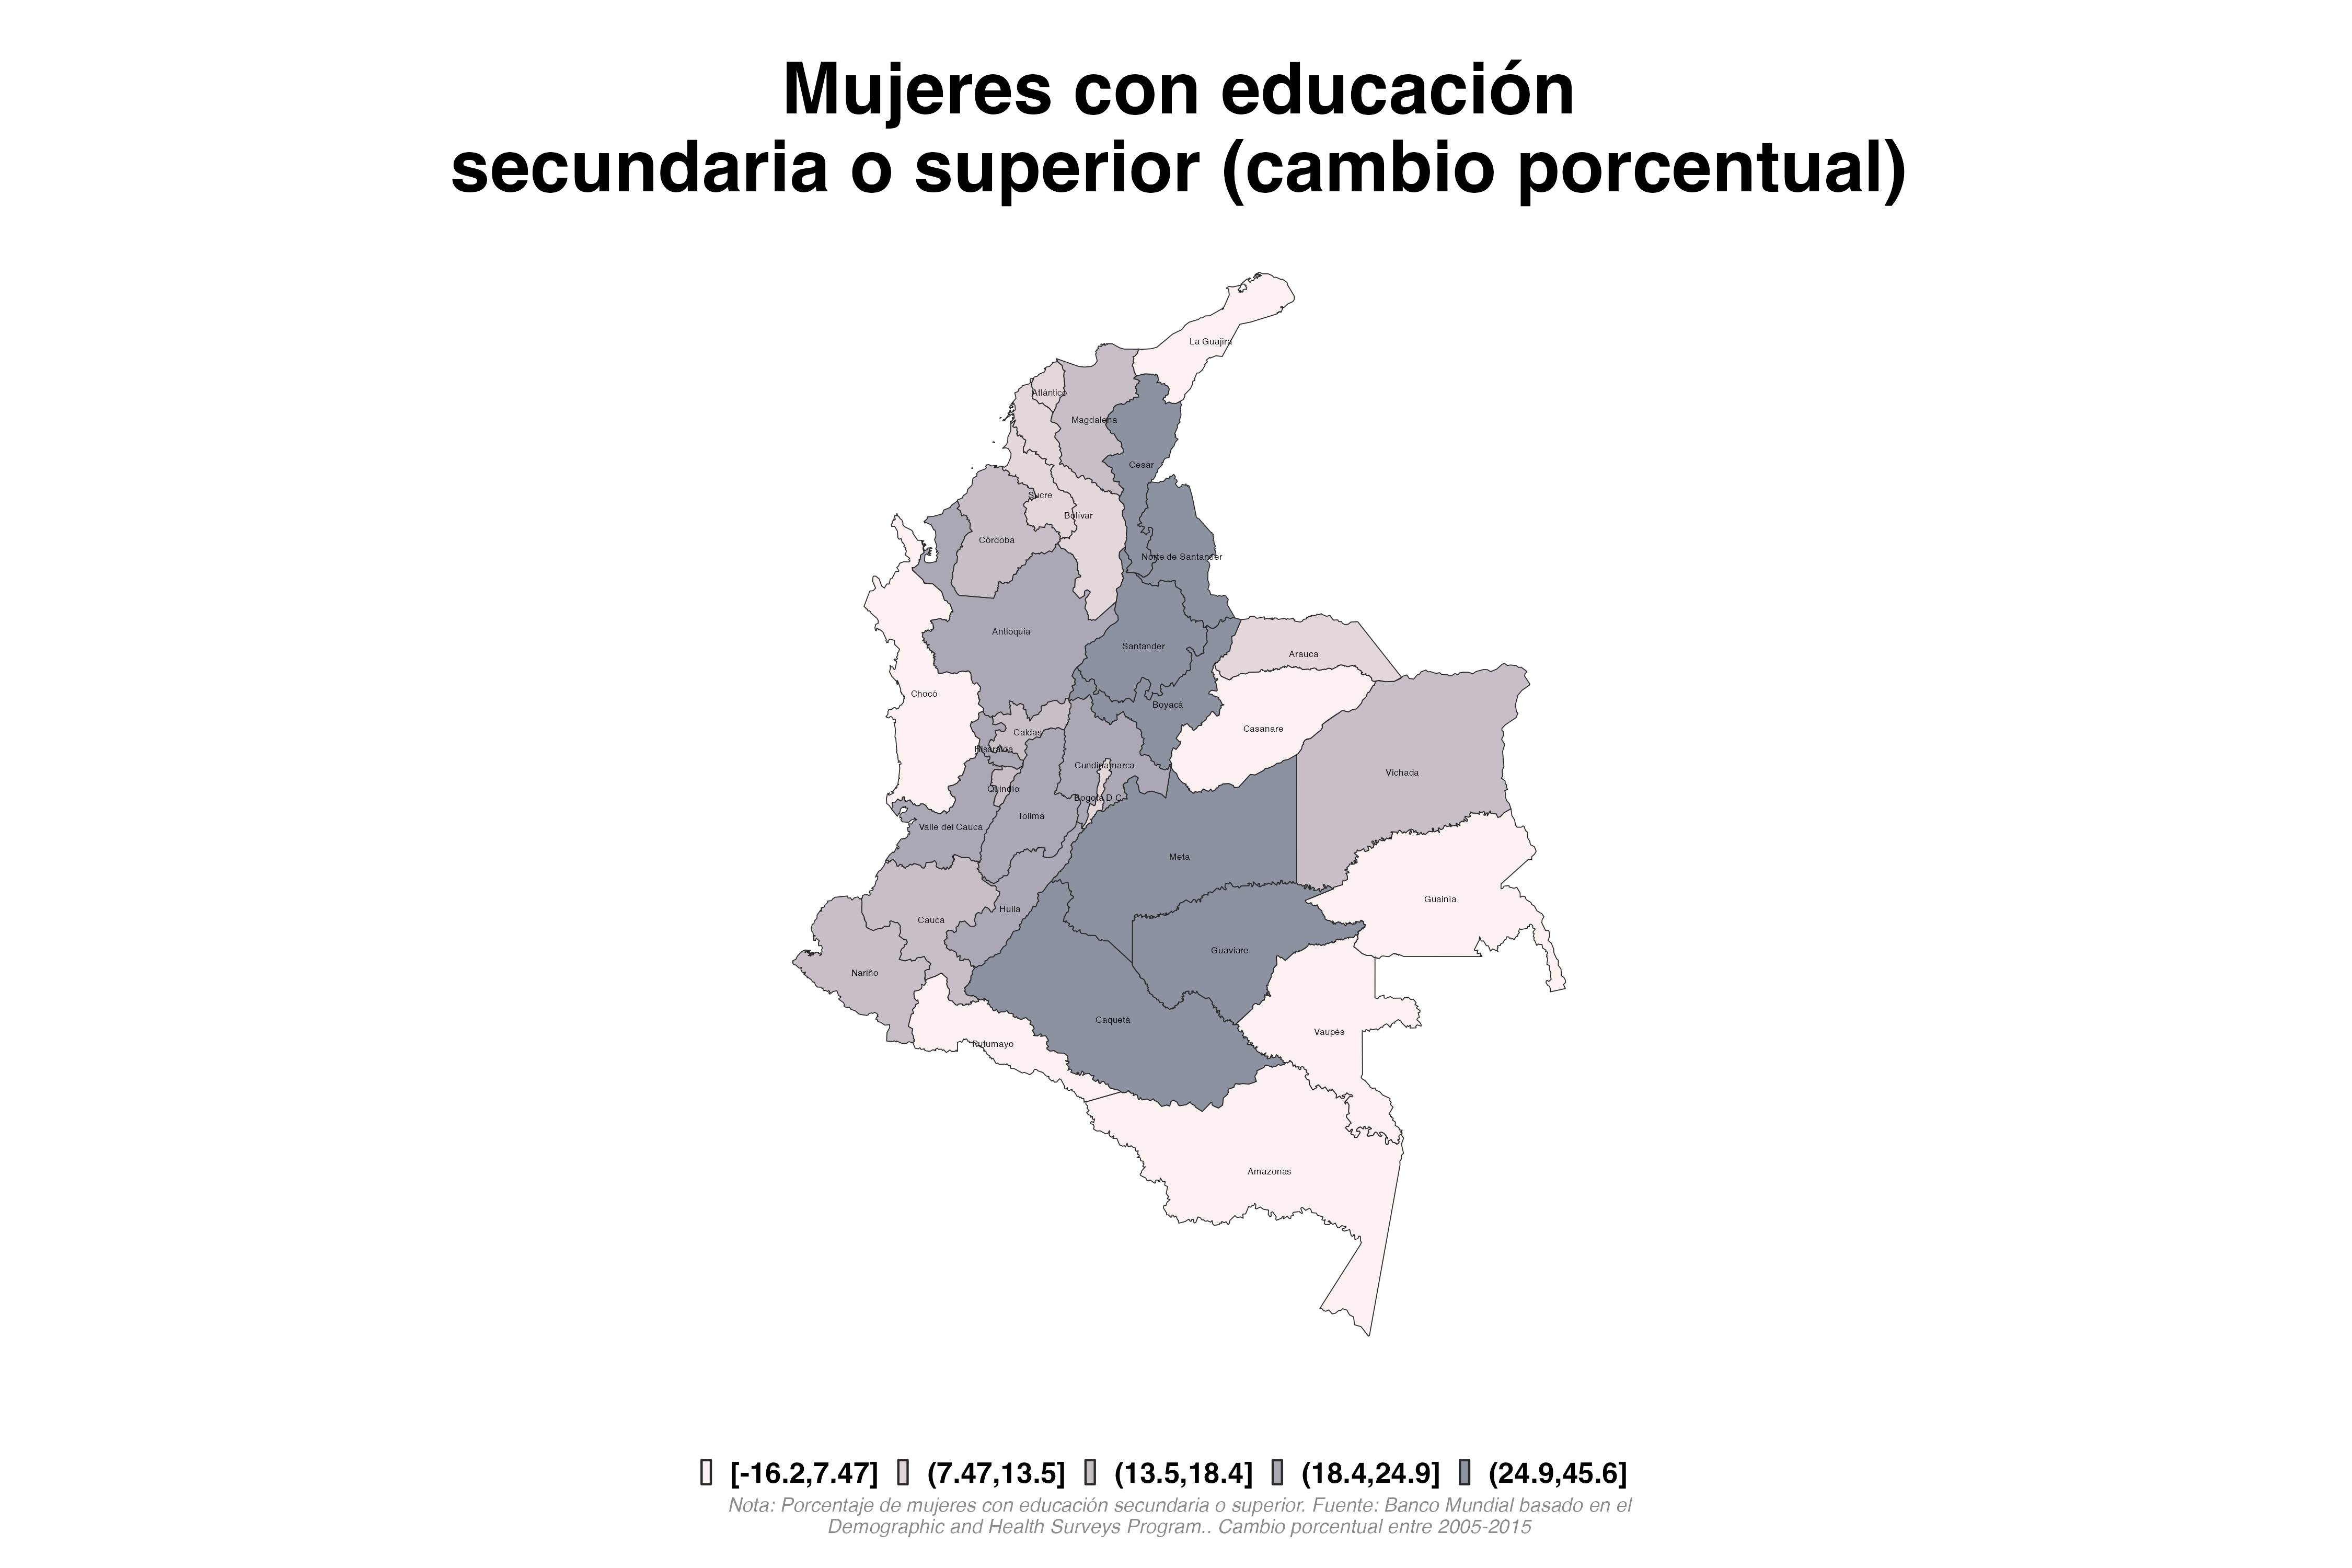 Mujeres con educación
secundaria o superior (cambio porcentual)
La Guajira
Atlántico
Magdalena
Cesar
Sucre
Bolívar
Córdoba
Norte de Santander
Antioquia
Santander
Arauca
Chocó
Boyacá
Casanare
Caldas
Risaralda
Cundinamarca
Vichada
Quindío
Bogotá D.C.
Tolima
Valle del Cauca
Meta
Guainía
Huila
Cauca
Guaviare
Nariño
Caquetá
Vaupés
Putumayo
Amazonas
[-16.2,7.47] (7.47,13.5] (13.5,18.4] (18.4,24.9] (24.9,45.6]
Nota: Porcentaje de mujeres con educación secundaria o superior. Fuente: Banco Mundial basado en el
Demographic and Health Surveys Program.. Cambio porcentual entre 2005-2015